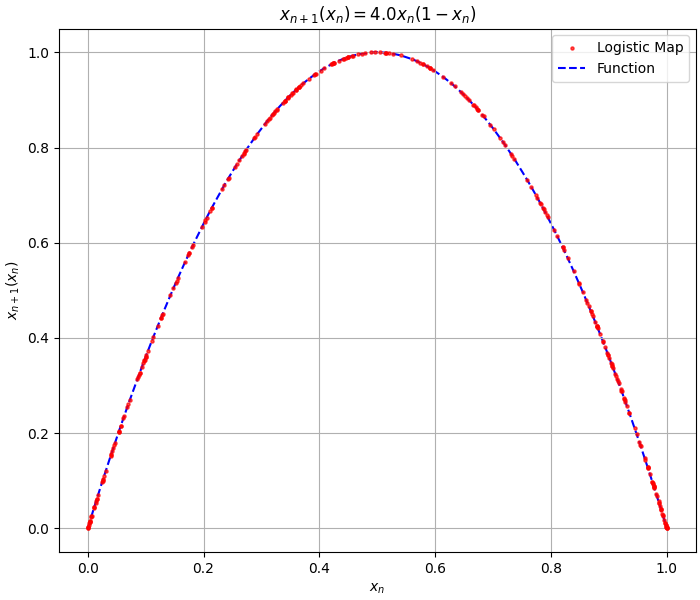 x_{n+1}(x_n) = 4.0x_n(1 − x_n)
Logistic Map
Function
1.0
0.8
0.6
0.4
0.2
0.0
x_{n+1}(x_n)
0.0 0.2 0.4 0.6 0.8 1.0
x_n